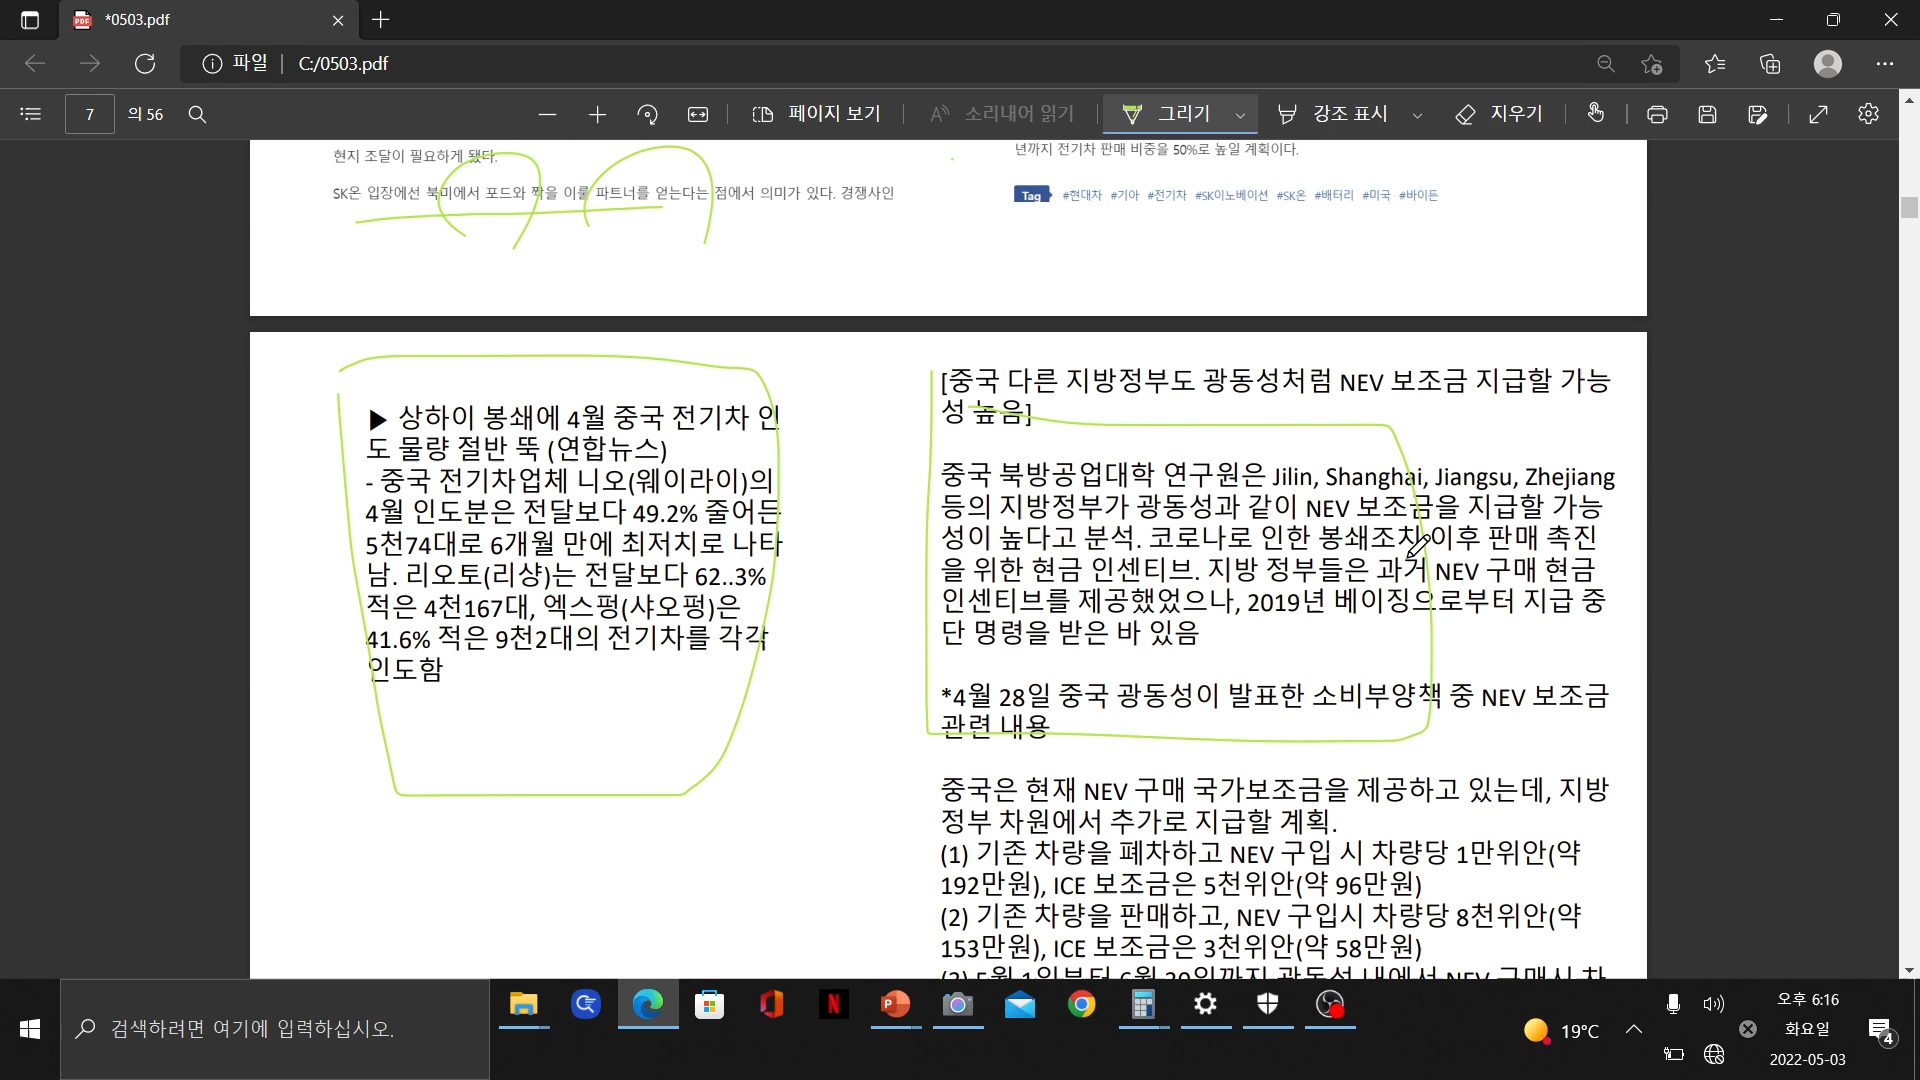 *0503.pdf
파일 C:/0503.pdf
7 의 56 페이지 보기 소리내어 읽기 그리기 강조 표시 지우기
현지 조달이 필요하게 됐다.
SK온 입장에선 북미에서 포드와 짝을 이룰 파트너를 얻는다는 점에서 의미가 있다. 경쟁사인
년까지 전기차 판매 비중을 50%로 높일 계획이다.
Tag #현대차 #기아 #전기차 #SK이노베이션 #SK온 #배터리 #미국 #바이든
▶ 상하이 봉쇄에 4월 중국 전기차 인
도 물량 절반 뚝 (연합뉴스)
- 중국 전기차업체 니오(웨이라이)의
4월 인도분은 전달보다 49.2% 줄어든
5천74대로 6개월 만에 최저치로 나타
남. 리오토(리샹)는 전달보다 62..3%
적은 4천167대, 엑스펑(샤오펑)은
41.6% 적은 9천2대의 전기차를 각각
인도함
[중국 다른 지방정부도 광동성처럼 NEV 보조금 지급할 가능
성 높음]
중국 북방공업대학 연구원은 Jilin, Shanghai, Jiangsu, Zhejiang
등의 지방정부가 광동성과 같이 NEV 보조금을 지급할 가능
성이 높다고 분석. 코로나로 인한 봉쇄조치 이후 판매 촉진
을 위한 현금 인센티브. 지방 정부들은 과거 NEV 구매 현금
인센티브를 제공했었으나, 2019년 베이징으로부터 지급 중
단 명령을 받은 바 있음
*4월 28일 중국 광동성이 발표한 소비부양책 중 NEV 보조금
관련 내용
중국은 현재 NEV 구매 국가보조금을 제공하고 있는데, 지방
정부 차원에서 추가로 지급할 계획.
(1) 기존 차량을 폐차하고 NEV 구입 시 차량당 1만위안(약
192만원), ICE 보조금은 5천위안(약 96만원)
(2) 기존 차량을 판매하고, NEV 구입시 차량당 8천위안(약
153만원), ICE 보조금은 3천위안(약 58만원)
(3) 5월 1일부터 6월 30일까지 광동성 내에서 NEV 구매시 차
검색하려면 여기에 입력하십시오.
19°C
오후 6:16
화요일
2022-05-03
4